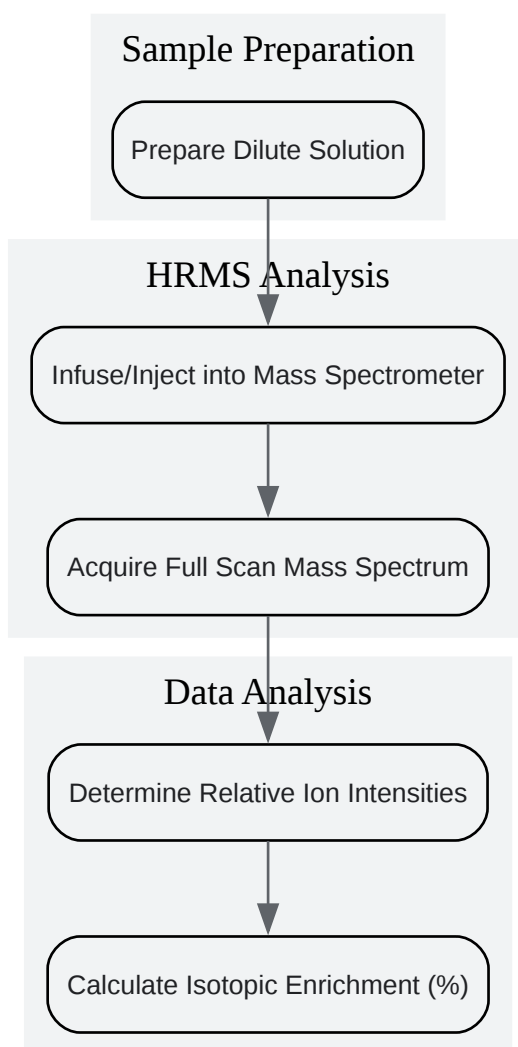 Sample Preparation
Prepare Dilute Solution
HRMS Analysis
Infuse/Inject into Mass Spectrometer
Acquire Full Scan Mass Spectrum
Data Analysis
Determine Relative Ion Intensities
Calculate Isotopic Enrichment (%)